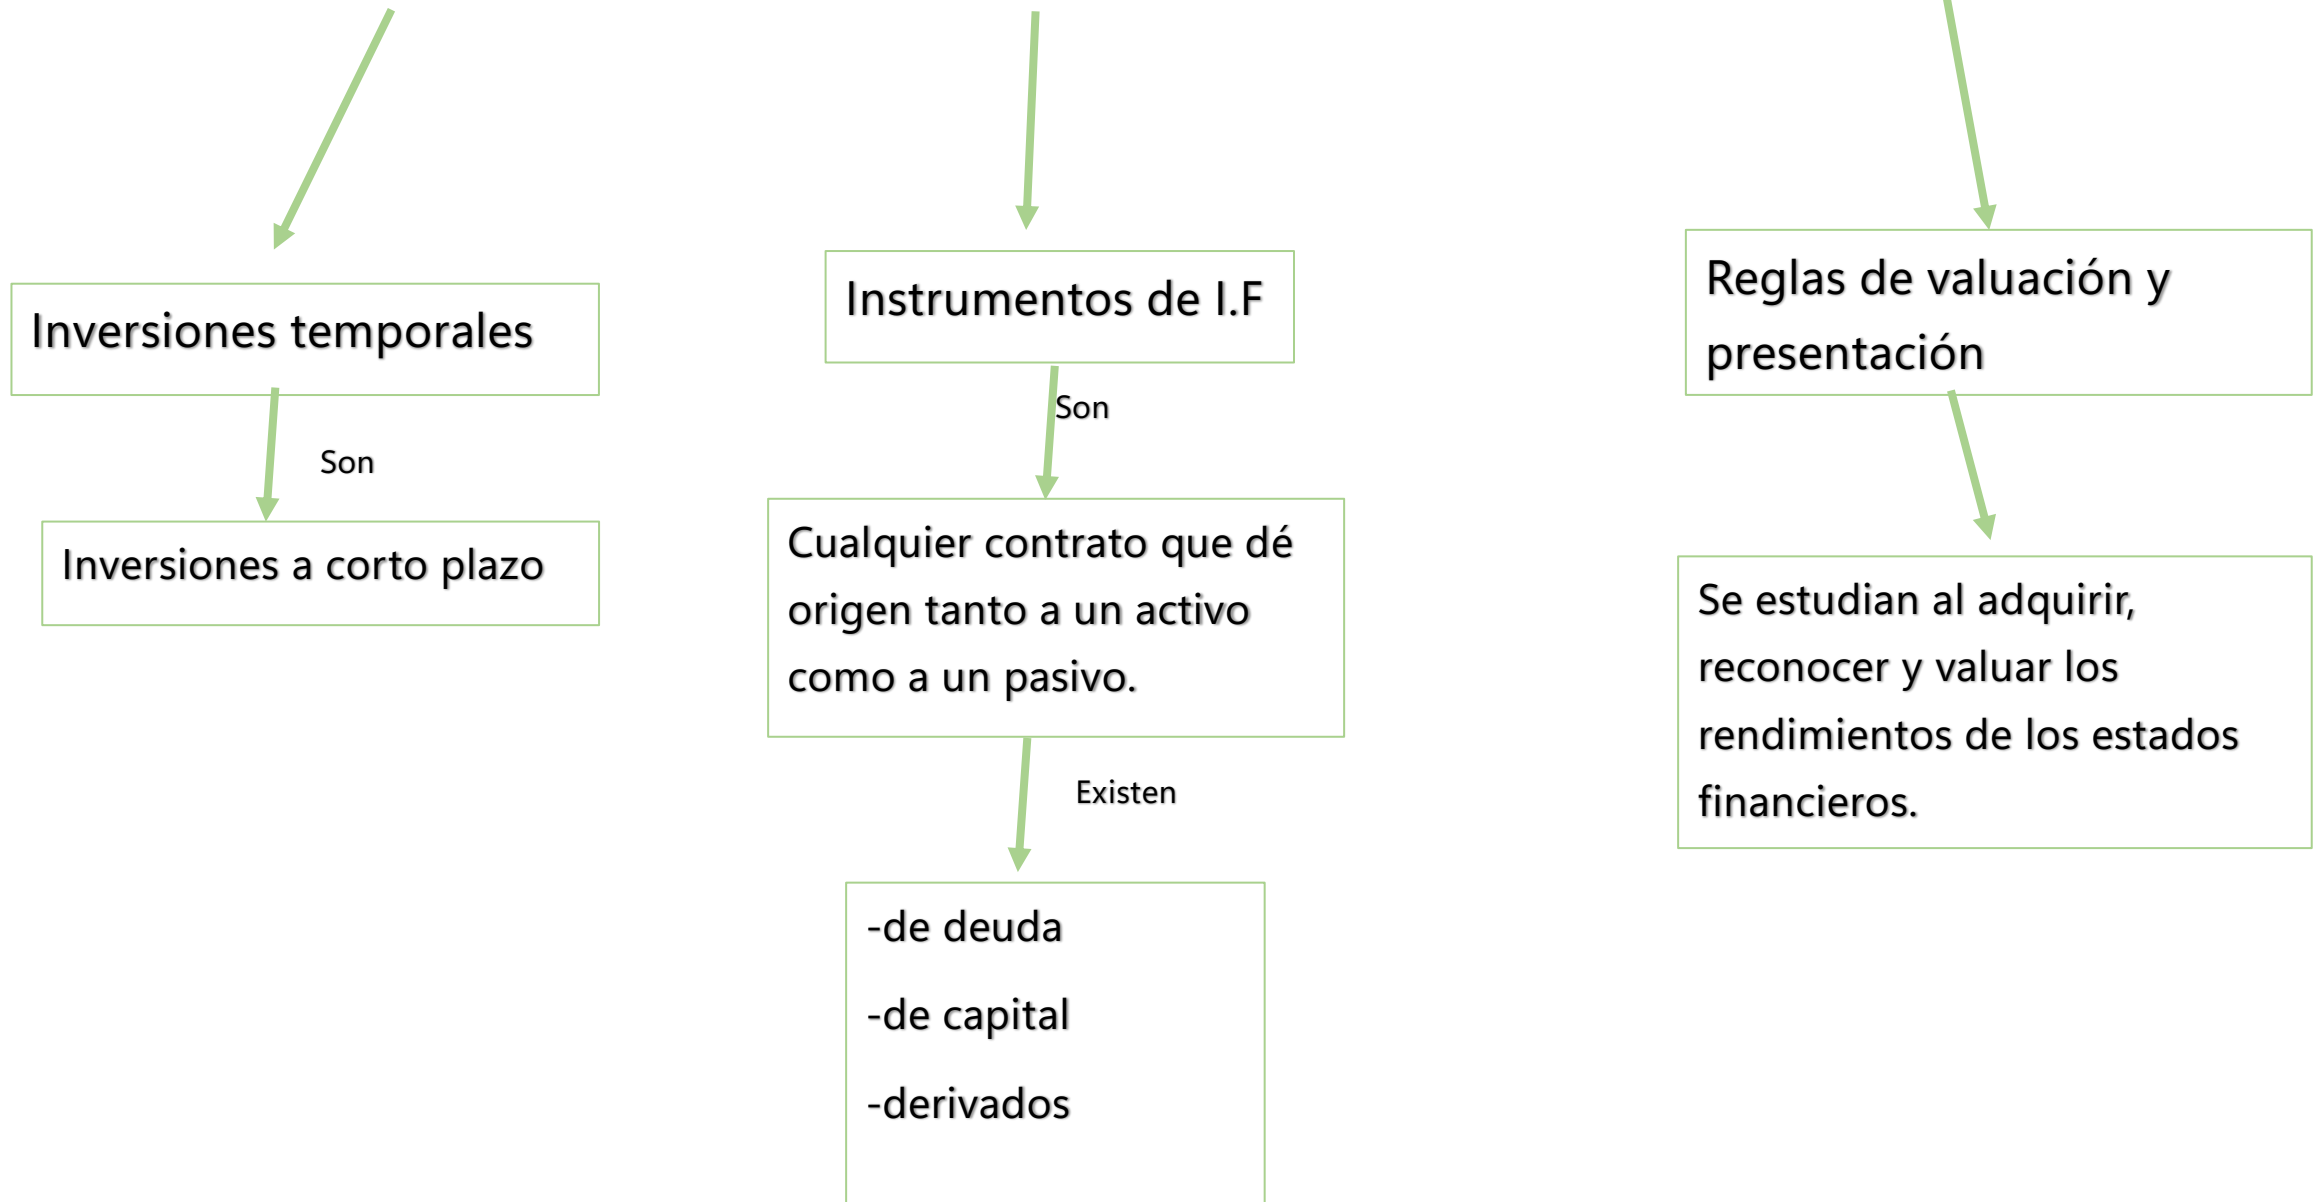 Inversiones temporales
Son
Inversiones a corto plazo
Instrumentos de I.F
Son
Cualquier contrato que dé
origen tanto a un activo
como a un pasivo.
Existen
-de deuda
-de capital
-derivados
Reglas de valuación y
presentación
Se estudian al adquirir,
reconocer y valuar los
rendimientos de los estados
financieros.